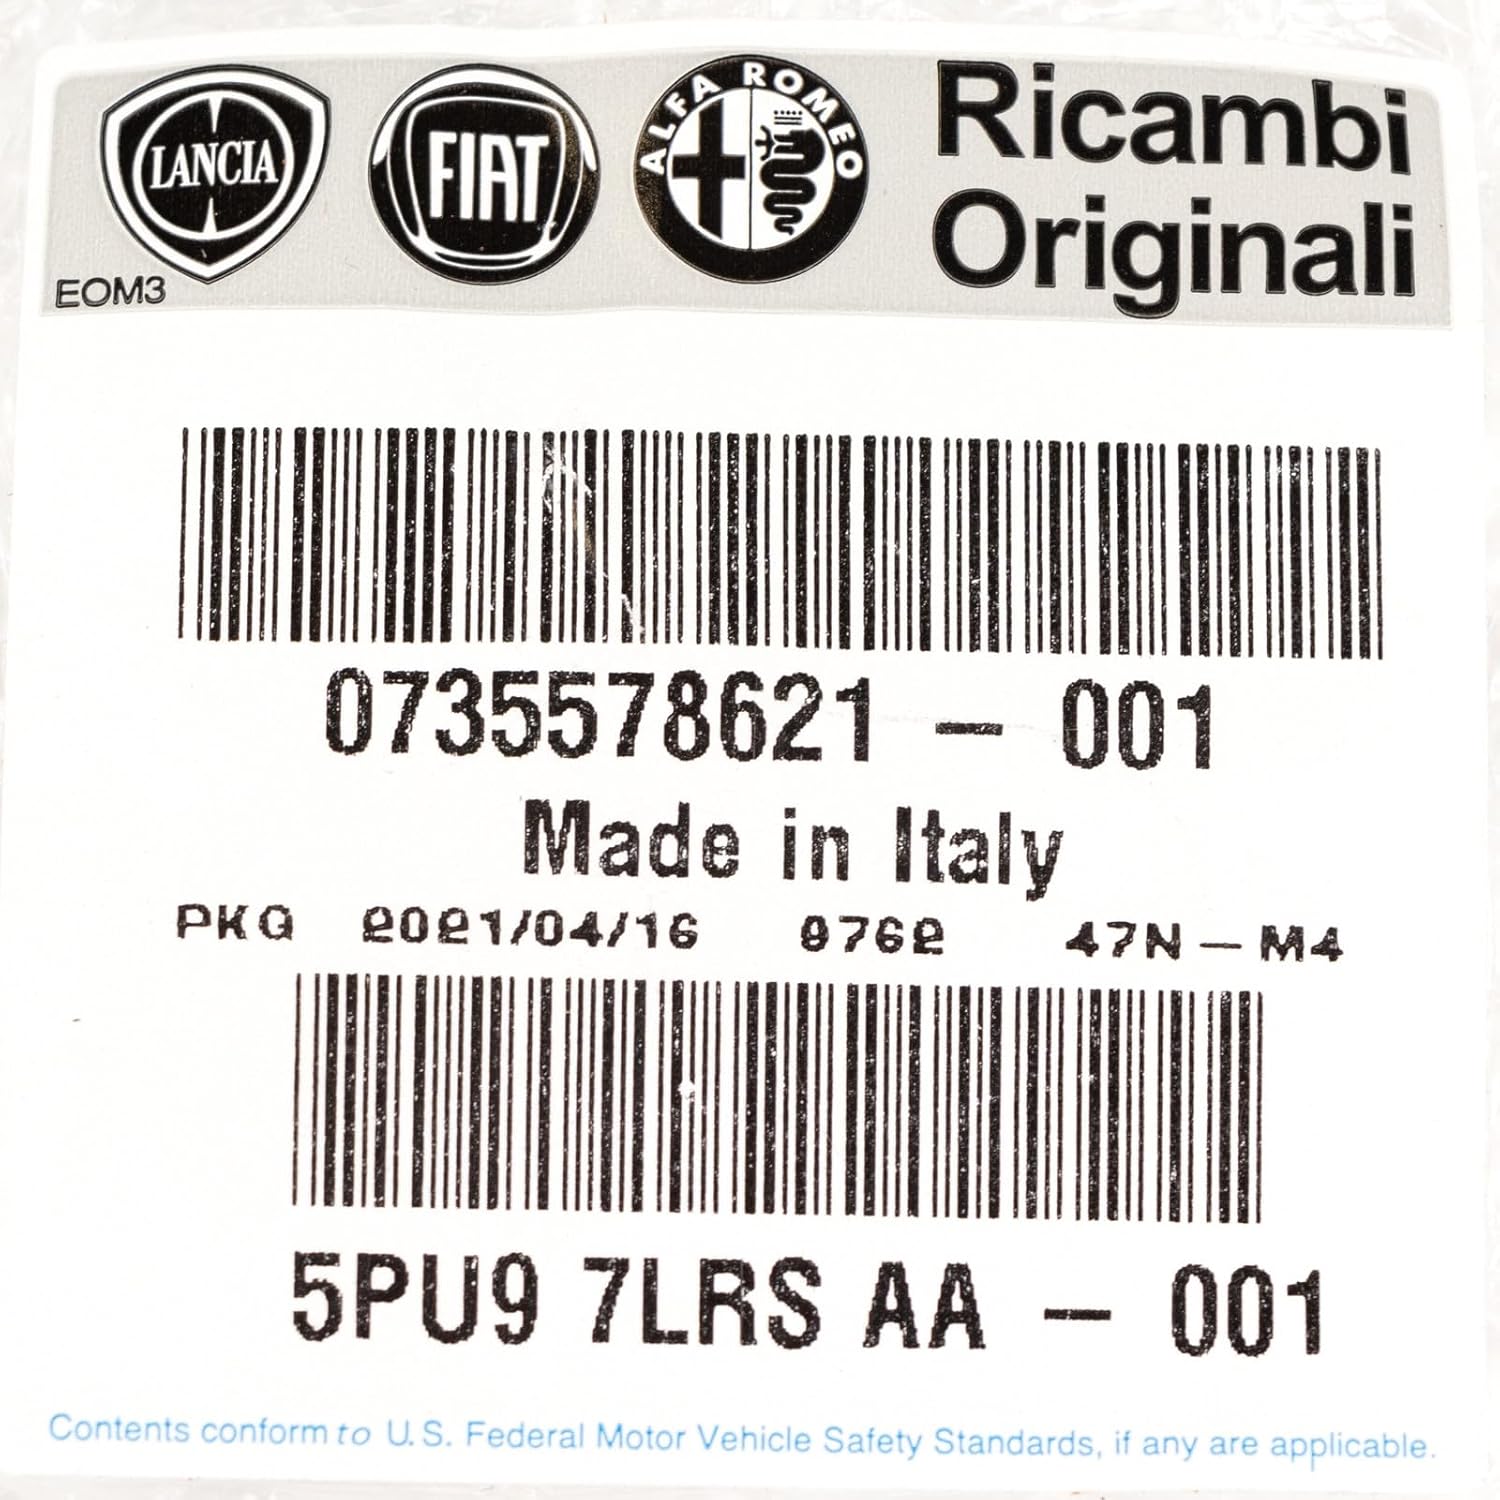 LANCIA FIAT ALFA ROMEO Ricambi
Originali
EOM3
0735578621 – 001
Made in Italy
PKG 2021/04/16 9762 47N – M4
5PU9 7LRS AA – 001
Contents conform to U.S. Federal Motor Vehicle Safety Standards, if any are applicable.